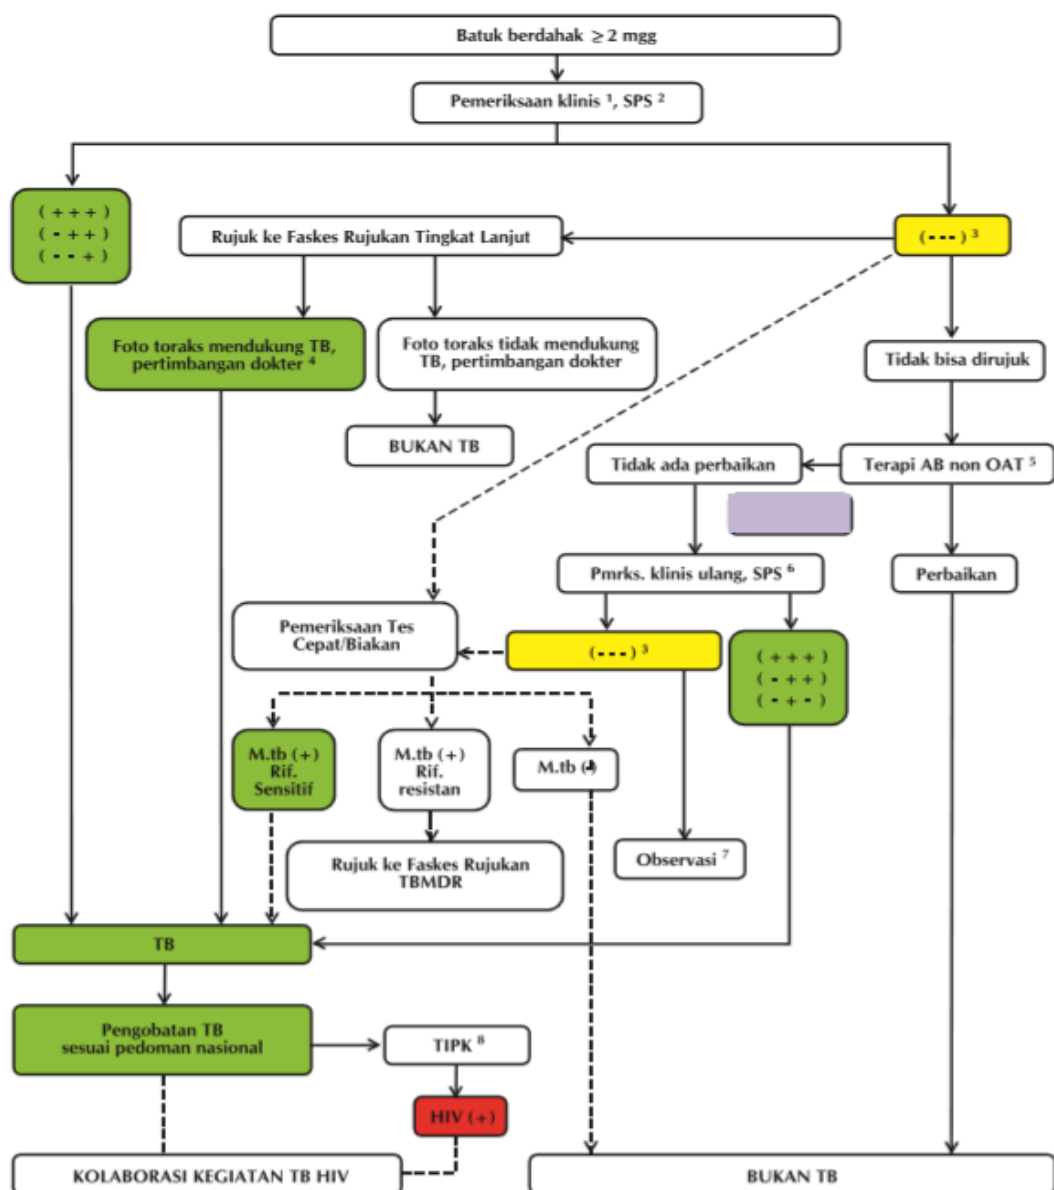 Batuk berdahak ≥ 2 mgg
Pemeriksaan klinis ¹, SPS ²
( + + + )
( - + + )
( - - + )
Rujuk ke Faskes Rujukan Tingkat Lanjut
( - - - ) ³
Foto toraks mendukung TB,
pertimbangan dokter ⁴
Foto toraks tidak mendukung
TB, pertimbangan dokter
Tidak bisa dirujuk
BUKAN TB
Tidak ada perbaikan
Terapi AB non OAT ⁵
Pmrks. klinis ulang, SPS ⁶
Perbaikan
Pemeriksaan Tes
Cepat/Biakan
( - - - ) ³
( + + + )
( - + + )
( - + - )
M.tb (+)
Rif.
Sensitif
M.tb (+)
Rif.
resistan
M.tb (-)
Rujuk ke Faskes Rujukan
TBMDR
Observasi ⁷
TB
Pengobatan TB
sesuai pedoman nasional
TIPK ⁸
HIV (+)
KOLABORASI KEGIATAN TB HIV
BUKAN TB